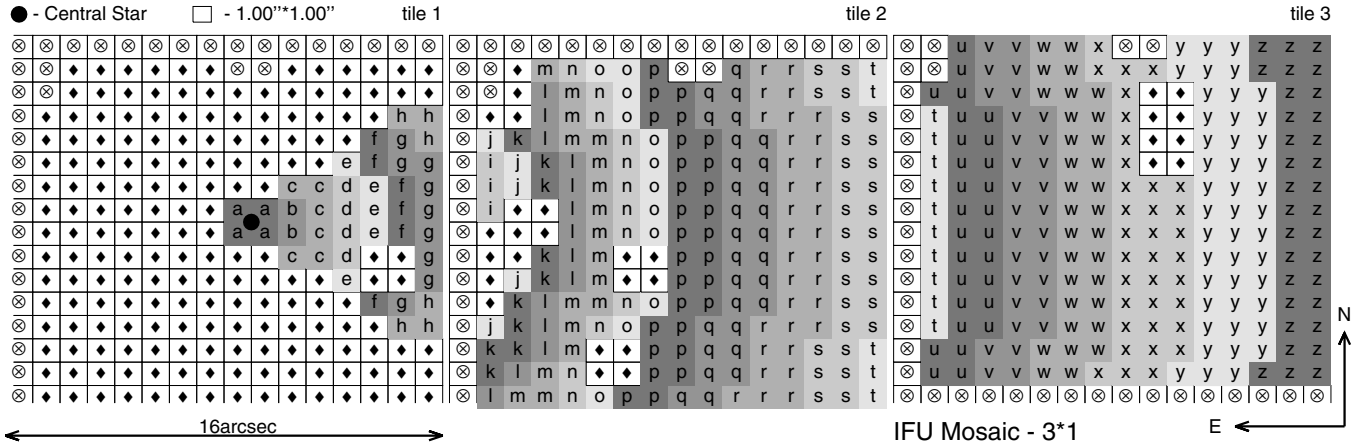 - Central Star - 1.00''*1.00'' tile 1 tile 2 tile 3
u v v w w x y y y z z z
m n o o p q r r s s t u v v w w x x x y y y z z z
l m n o p p q q r r s s t u u v v w w x x y y y z z
h h l m n o p p q q r r s s t t u u v v w w x x y y y z z
f g h j k l m m n o p p q q r r s s t u u v v w w x x y y y z z
e f g g i j k l m n o p p q q r r s s t u u v v w w x x y y y z z
c c d e f g i j k l m n o p p q q r r s s t u u v v w w x x x y y y z z
a a b c d e f g i l m n o p p q q r r s s t u u v v w w x x x y y y z z
a a b c d e f g l m n o p p q q r r s s t u u v v w w x x x y y y z z
c c d g k l m p p q q r r s s t u u v v w w x x x y y y z z
e g j k l m p p q q r r s s t u u v v w w x x x y y y z z
f g h k l m m n o p p q q r r s s t u u v v w w x x x y y y z z
h h j k l m n o p p q q r r r s s t u u v v w w x x x y y y z z
k k l m p p q q r r s s t u u v v w w w x x x y y y z z
k l m n p p q q r r s s t u u v v w w x x x y y y z z z
l m m n o p p q q r r r s s t
16arcsec
IFU Mosaic - 3*1
N
E